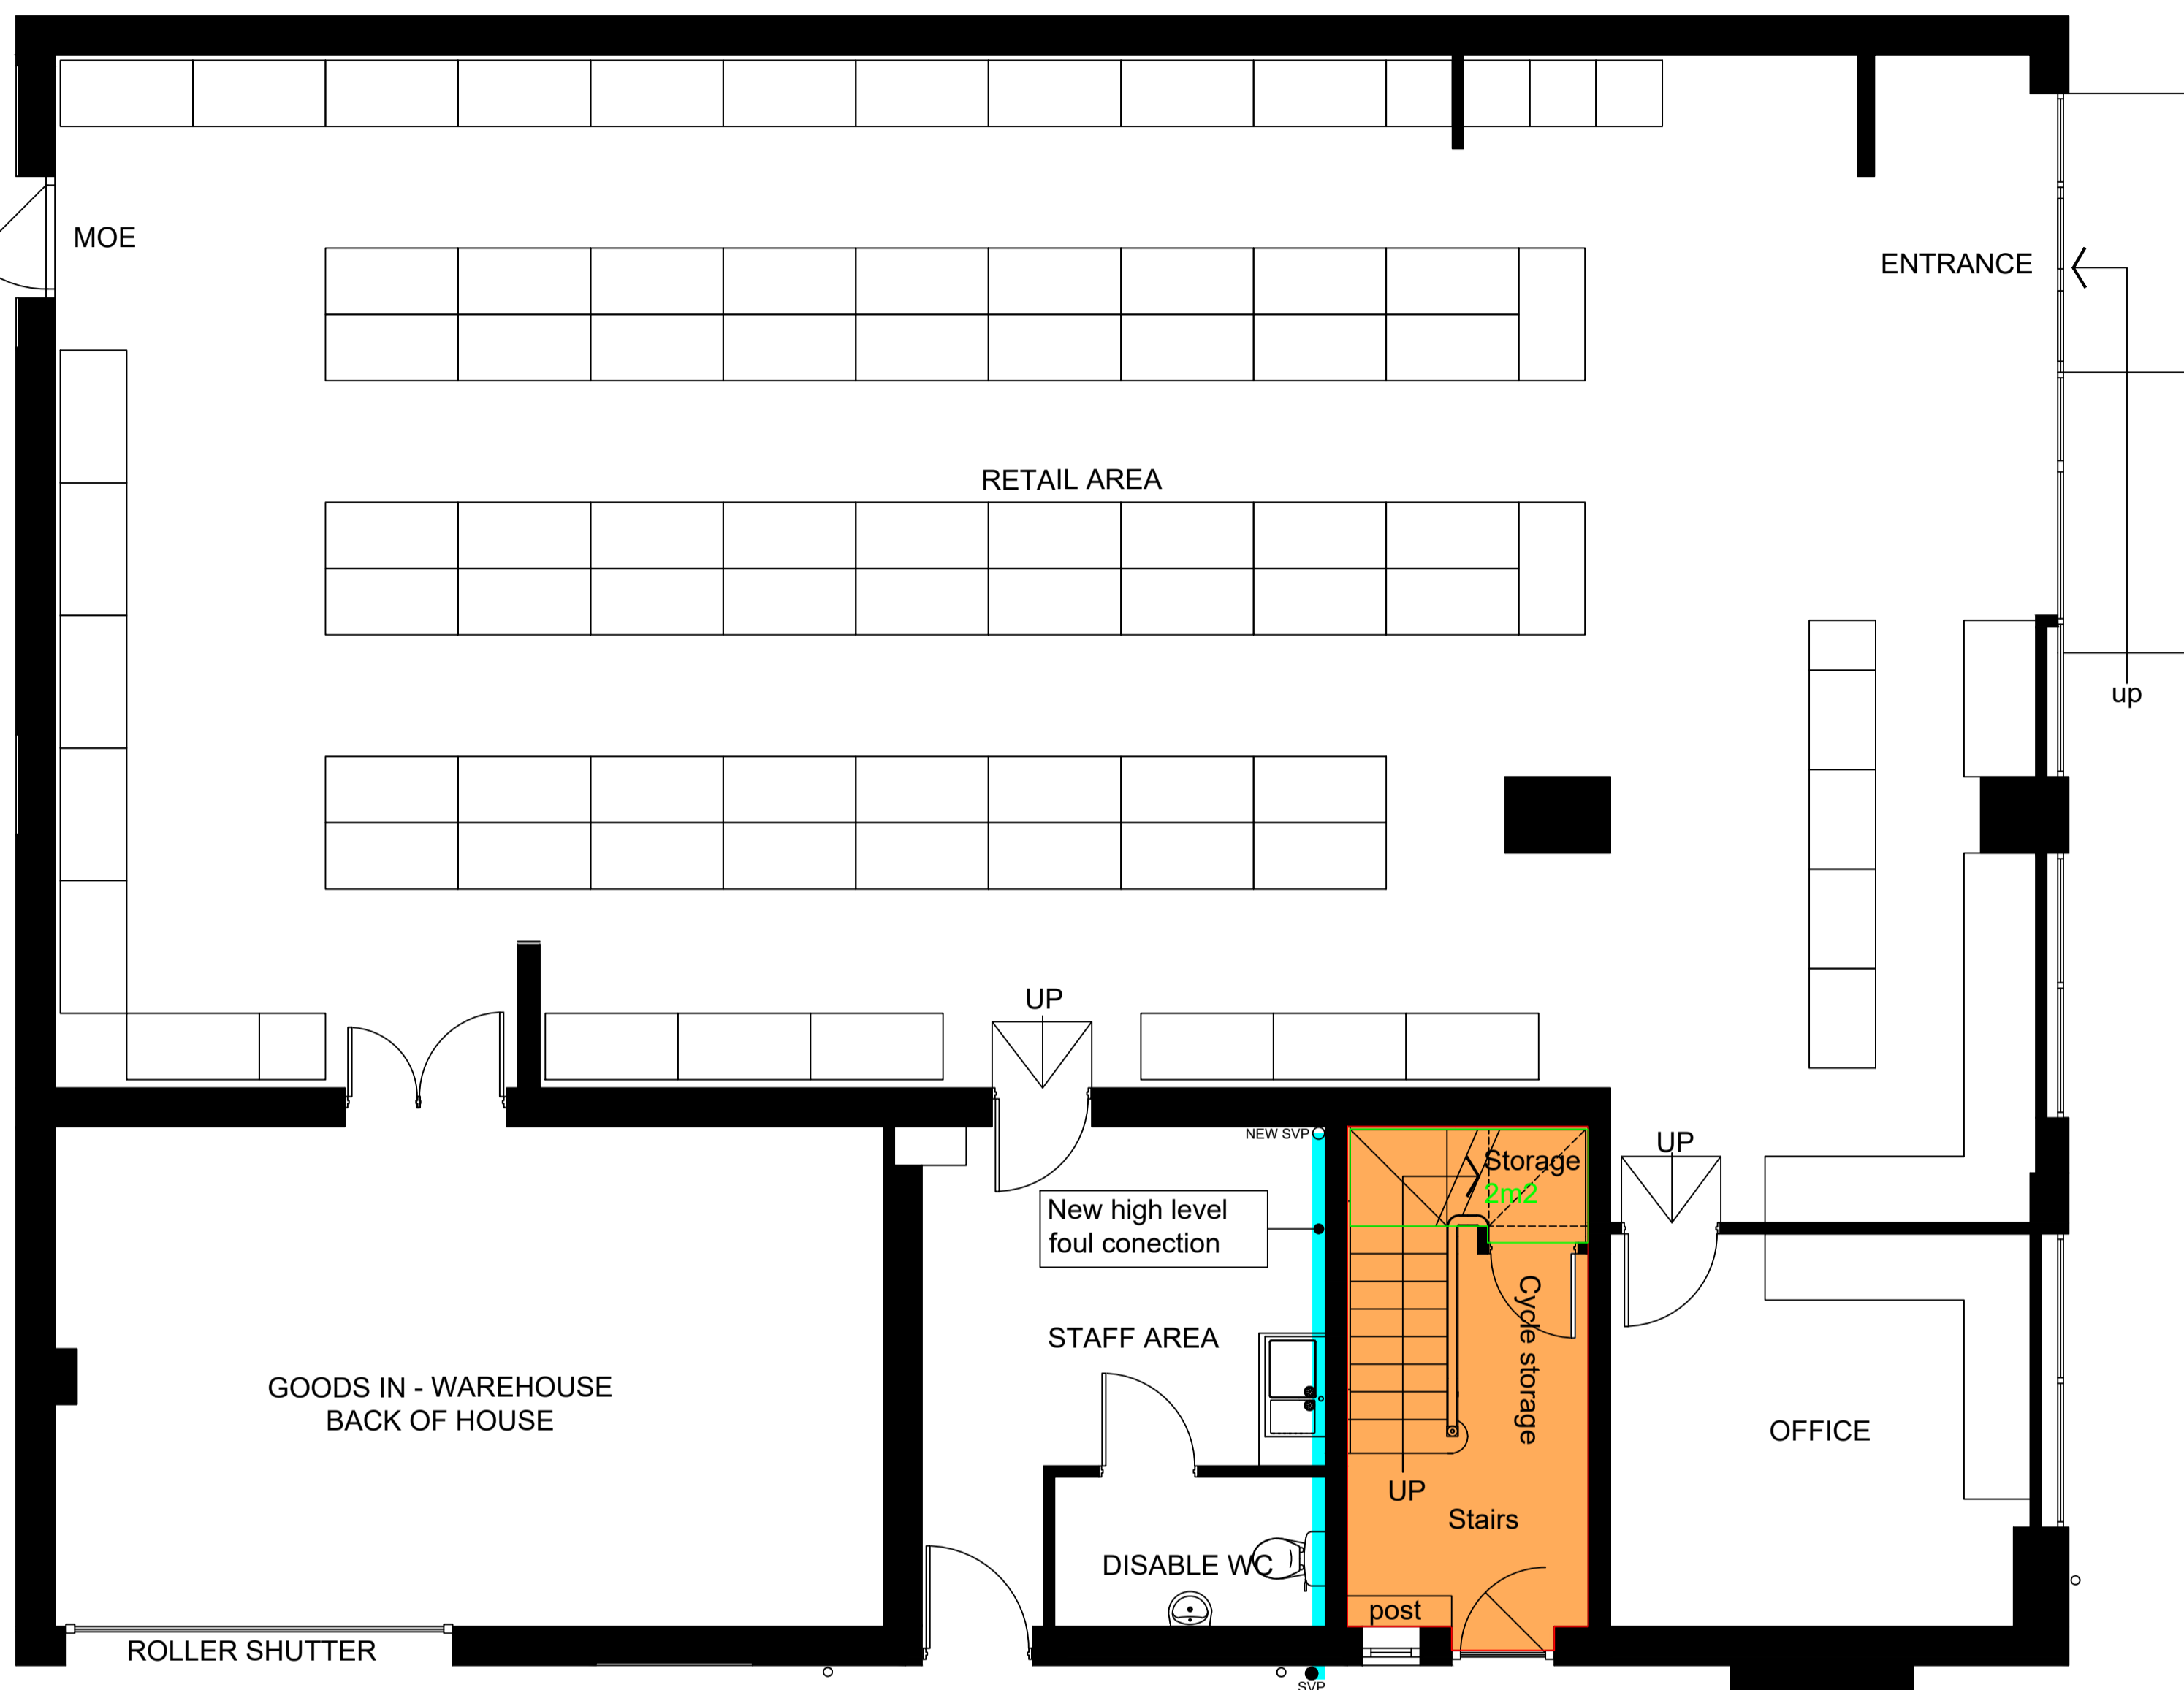 MOE
ENTRANCE
RETAIL AREA
up
UP
NEW SVP
Storage
2m2
UP
New high level
foul conection
Cycle storage
STAFF AREA
GOODS IN - WAREHOUSE
BACK OF HOUSE
OFFICE
UP
Stairs
DISABLE WC
post
ROLLER SHUTTER
SVP